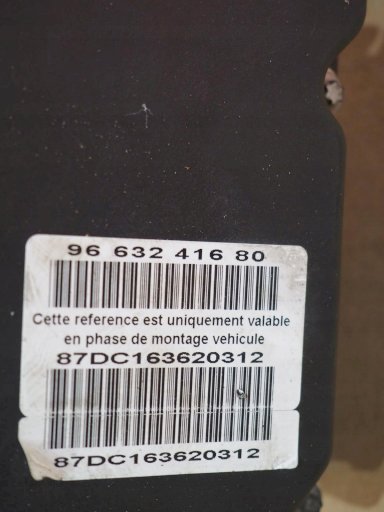 96 632 416 80
Cette reference est uniquement valable
en phase de montage vehicule
87DC163620312
87DC163620312